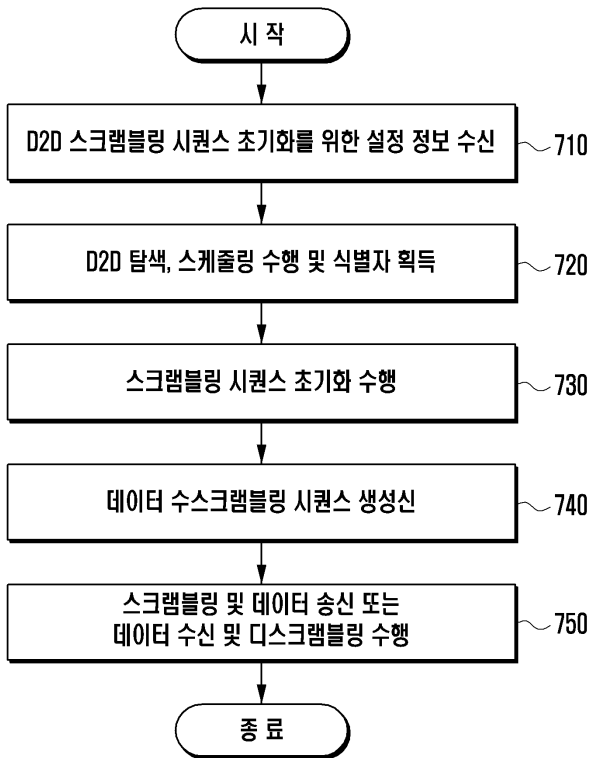 시 작
D2D 스크램블링 시퀀스 초기화를 위한 설정 정보 수신
710
D2D 탐색, 스케줄링 수행 및 식별자 획득
720
스크램블링 시퀀스 초기화 수행
730
데이터 수스크램블링 시퀀스 생성신
740
스크램블링 및 데이터 송신 또는
데이터 수신 및 디스크램블링 수행
750
종 료